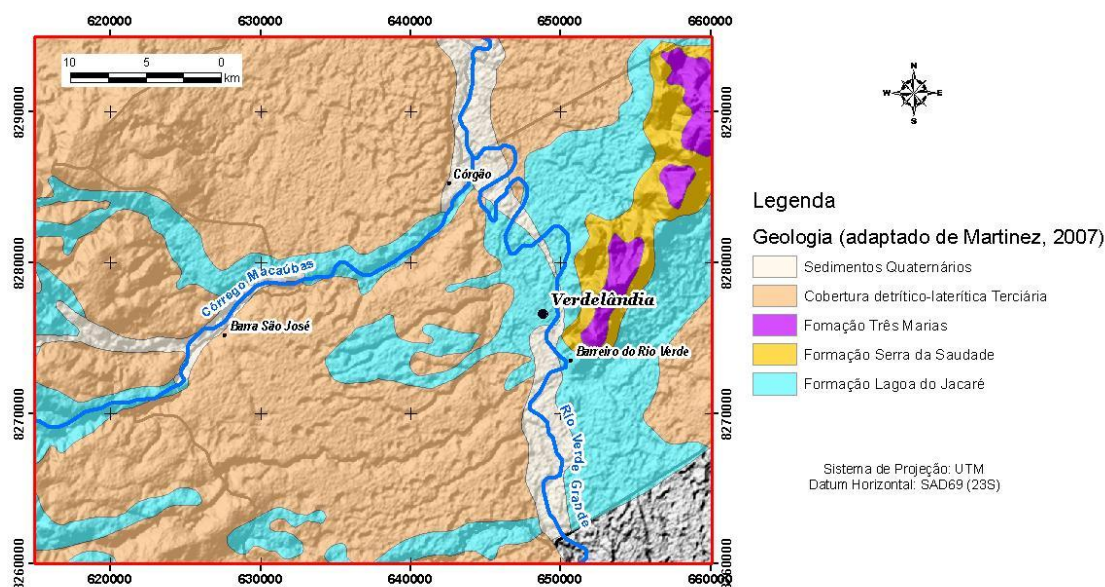 620000 630000 640000 650000 660000
10 5 0
km
N
W E
S
8290000 8290000
Córgão
8280000 8280000
Córrego Macaúbas
Verdelândia
Barra São José
Barreiro do Rio Verde
8270000 8270000
Rio Verde Grande
8260000 8260000
620000 630000 640000 650000 660000
Legenda
Geologia (adaptado de Martinez, 2007)
Sedimentos Quaternários
Cobertura detrítico-laterítica Terciária
Fomação Três Marias
Formação Serra da Saudade
Formação Lagoa do Jacaré
Sistema de Projeção: UTM
Datum Horizontal: SAD69 (23S)